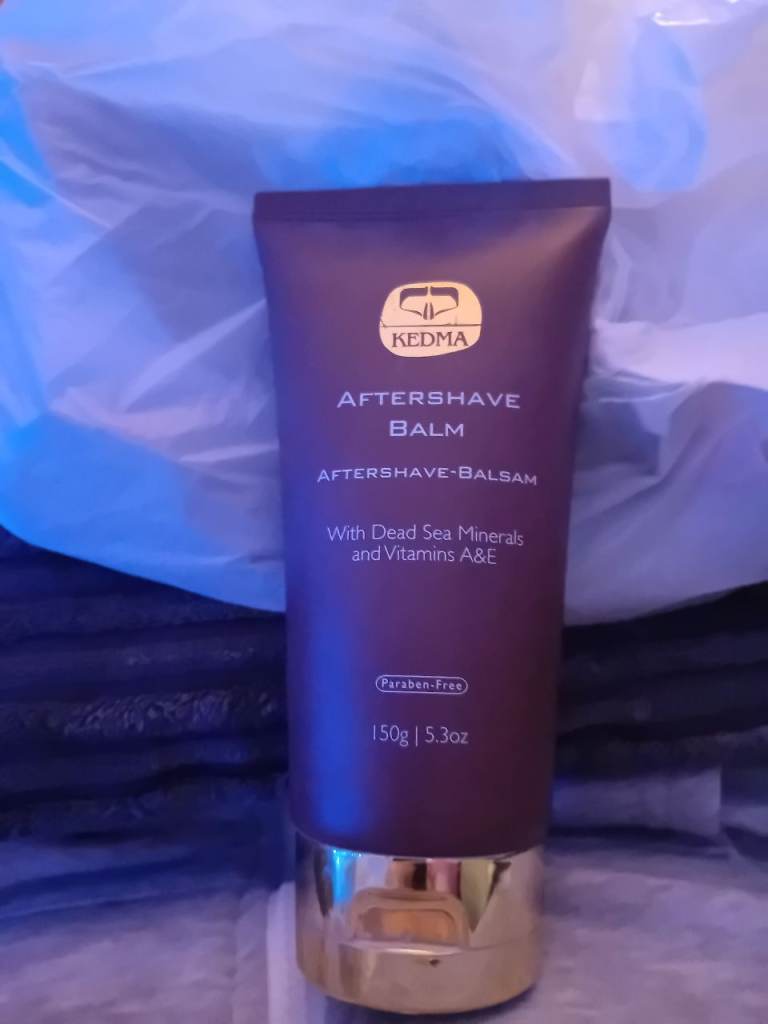 KEDMA
AFTERSHAVE
BALM
AFTERSHAVE-BALSAM
With Dead Sea Minerals
and Vitamins A&E
Paraben-Free
150g | 5.3oz